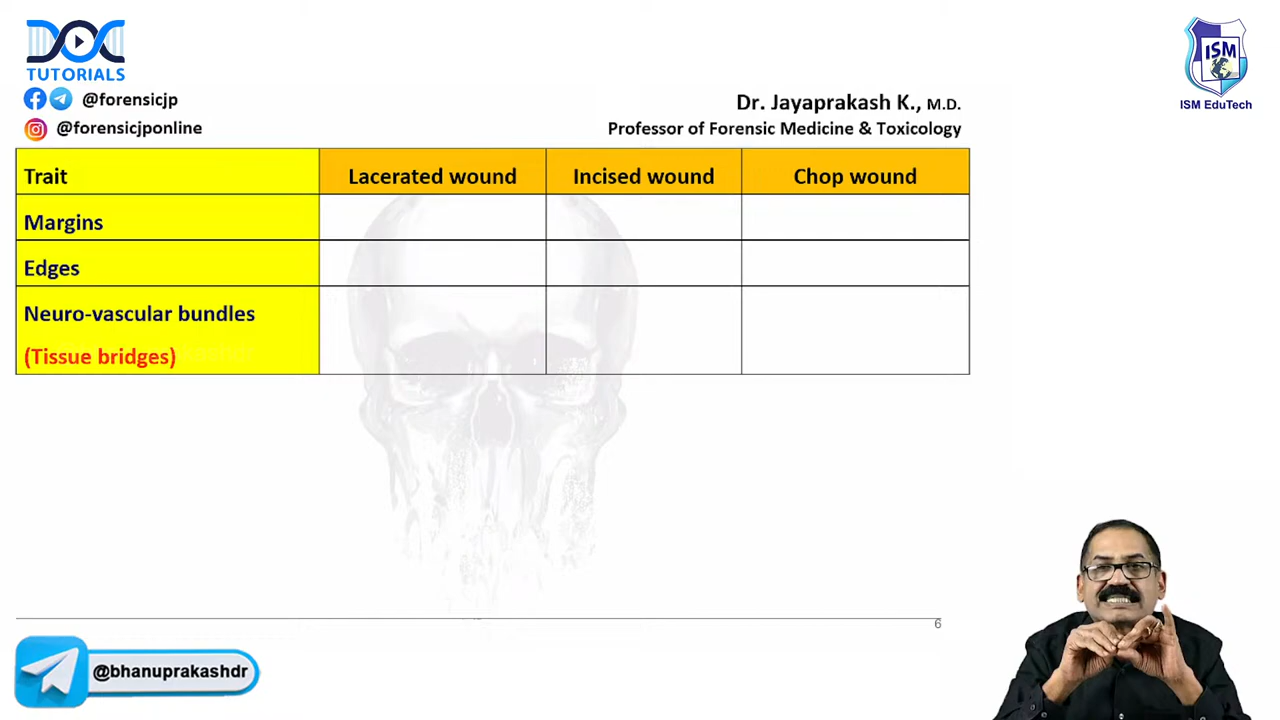 TUTORIALS
@forensicjp
@forensicjponline
ISM
ISM EduTech
Dr. Jayaprakash K., M.D.
Professor of Forensic Medicine & Toxicology
Trait Lacerated wound Incised wound Chop wound
Margins
Edges
Neuro-vascular bundles
(Tissue bridges)
6
@bhanuprakashdr